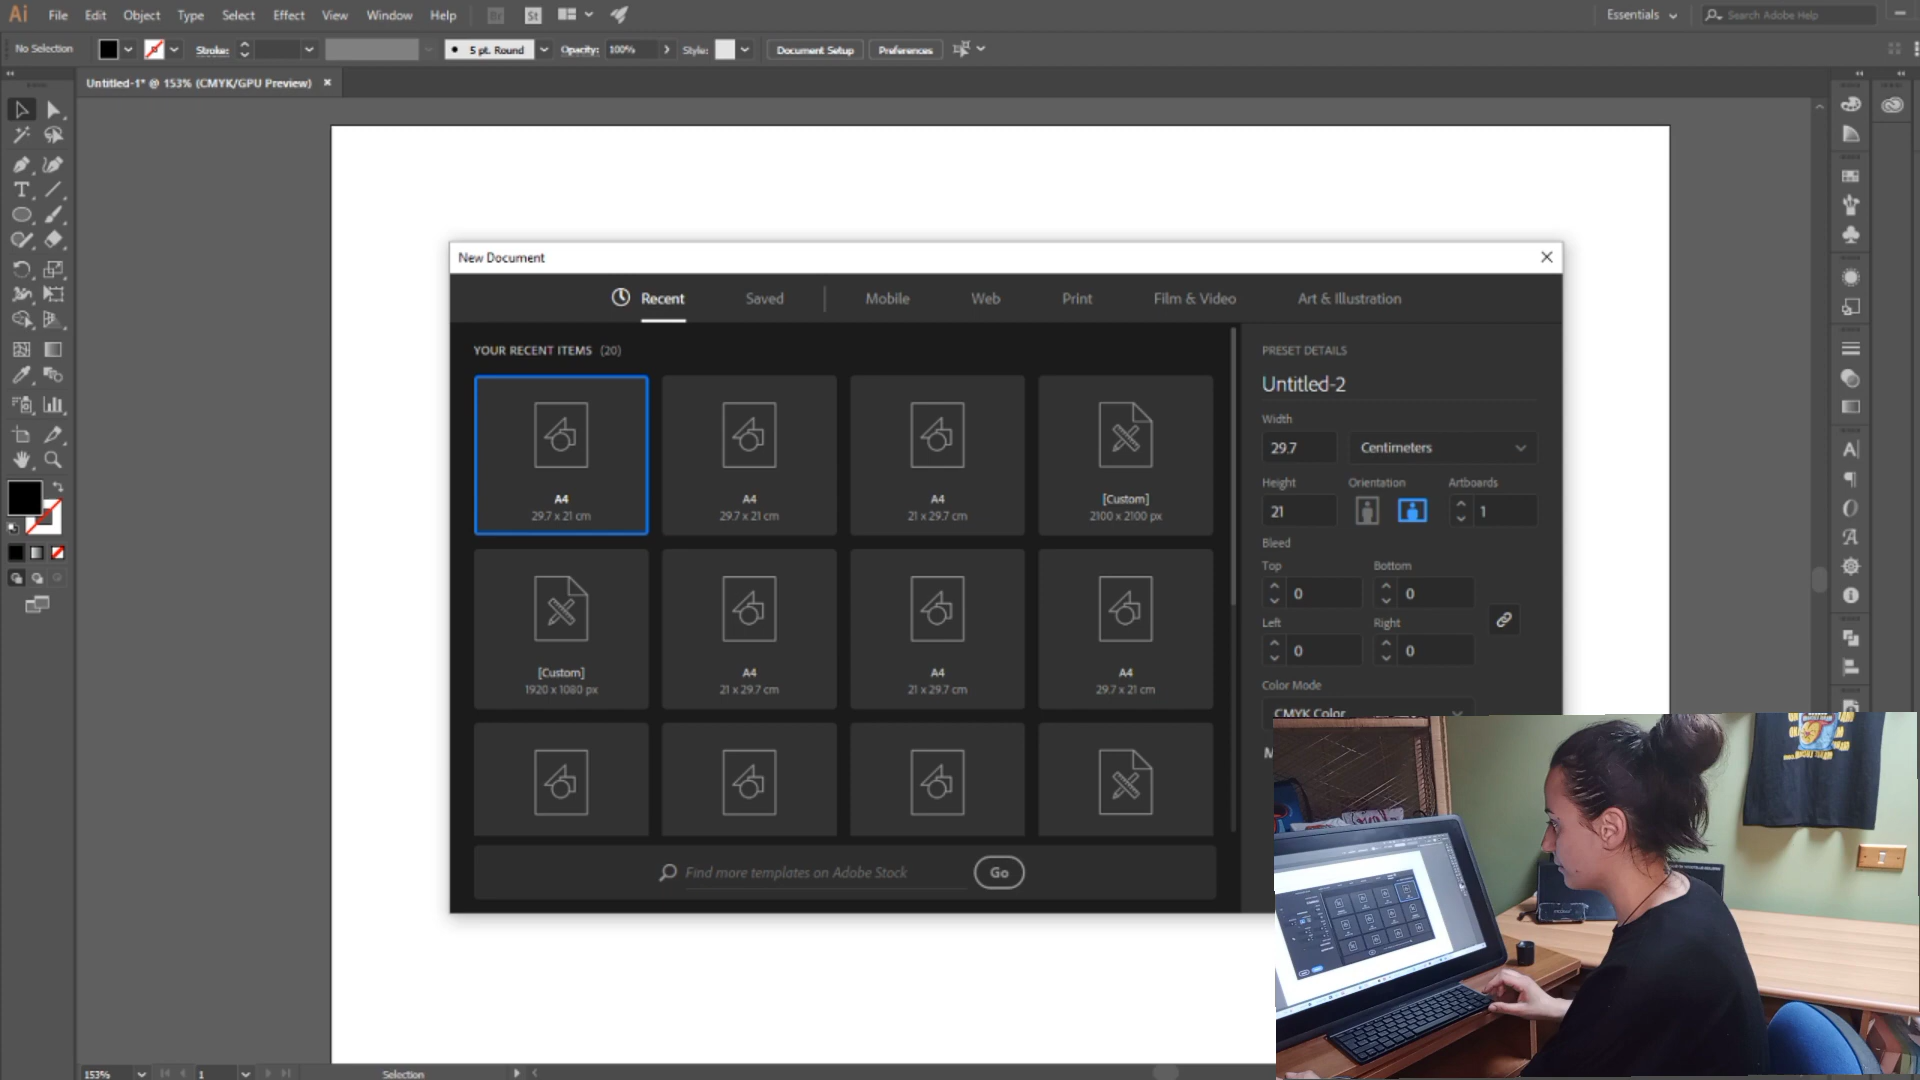 Ai File Edit Object Type Select Effect View Window Help Br St Essentials Search Adobe Help
No Selection Stroke: 5 pt. Round Opacity: 100% Style: Document Setup Preferences
Untitled-1* @ 153% (CMYK/GPU Preview)
New Document
Recent Saved Mobile Web Print Film & Video Art & Illustration
YOUR RECENT ITEMS (20)
A4
29.7 x 21 cm
A4
29.7 x 21 cm
A4
21 x 29.7 cm
[Custom]
2100 x 2100 px
[Custom]
1920 x 1080 px
A4
21 x 29.7 cm
A4
21 x 29.7 cm
A4
29.7 x 21 cm
Find more templates on Adobe Stock Go
PRESET DETAILS
Untitled-2
Width
29.7 Centimeters
Height Orientation Artboards
21 1
Bleed
Top Bottom
0 0
Left Right
0 0
Color Mode
CMYK Color
153% 1 Selection